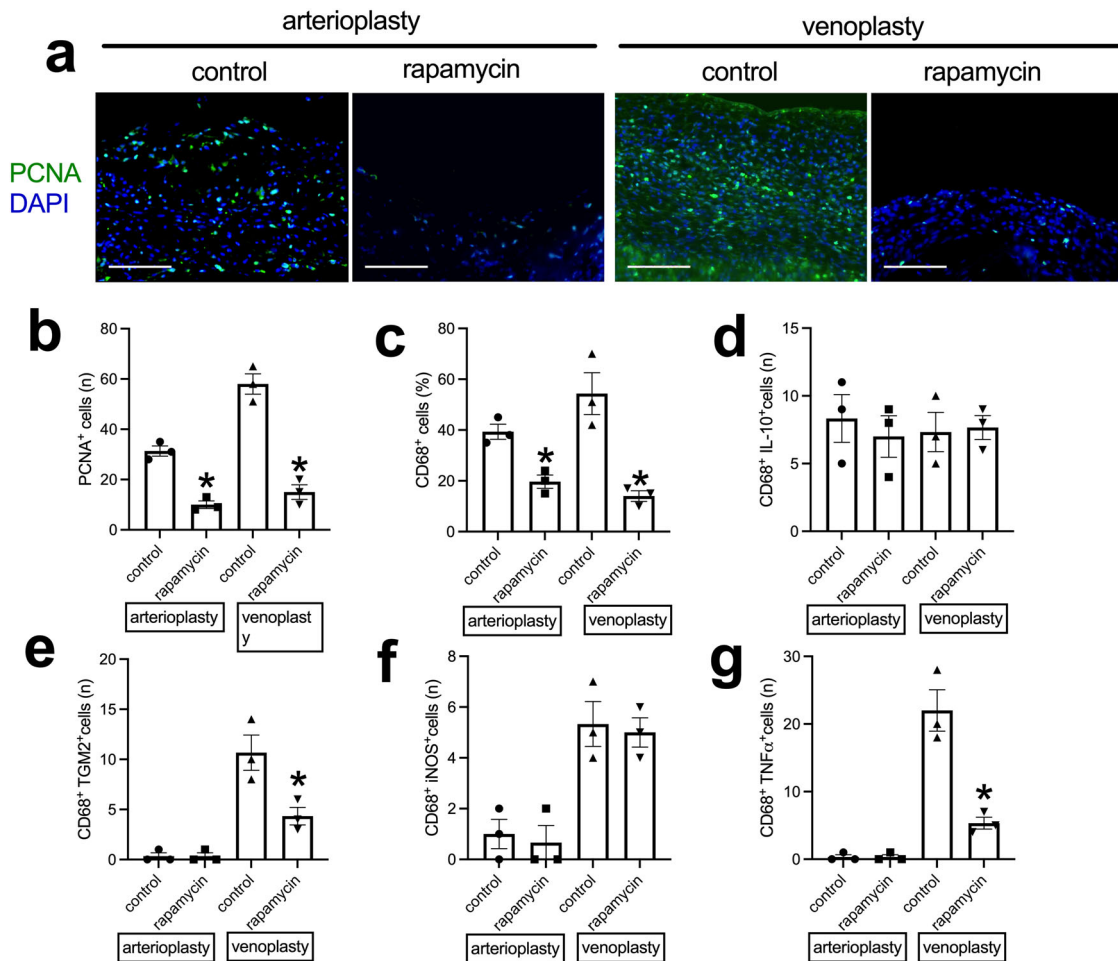 arterioplasty
venoplasty
a
control
rapamycin
control
rapamycin
PCNA
DAPI
b
PCNA⁺ cells (n)
80
60
40
20
0
*
*
control
rapamycin
control
rapamycin
arterioplasty
venoplast
y
c
CD68⁺ cells (%)
80
60
40
20
0
*
*
control
rapamycin
control
rapamycin
arterioplasty
venoplasty
d
CD68⁺ IL-10⁺cells (n)
15
10
5
0
control
rapamycin
control
rapamycin
arterioplasty
venoplasty
e
CD68⁺ TGM2⁺cells (n)
20
15
10
5
0
*
control
rapamycin
control
rapamycin
arterioplasty
venoplasty
f
CD68⁺ iNOS⁺cells (n)
8
6
4
2
0
control
rapamycin
control
rapamycin
arterioplasty
venoplasty
g
CD68⁺ TNFα⁺cells (n)
30
20
10
0
*
control
rapamycin
control
rapamycin
arterioplasty
venoplasty